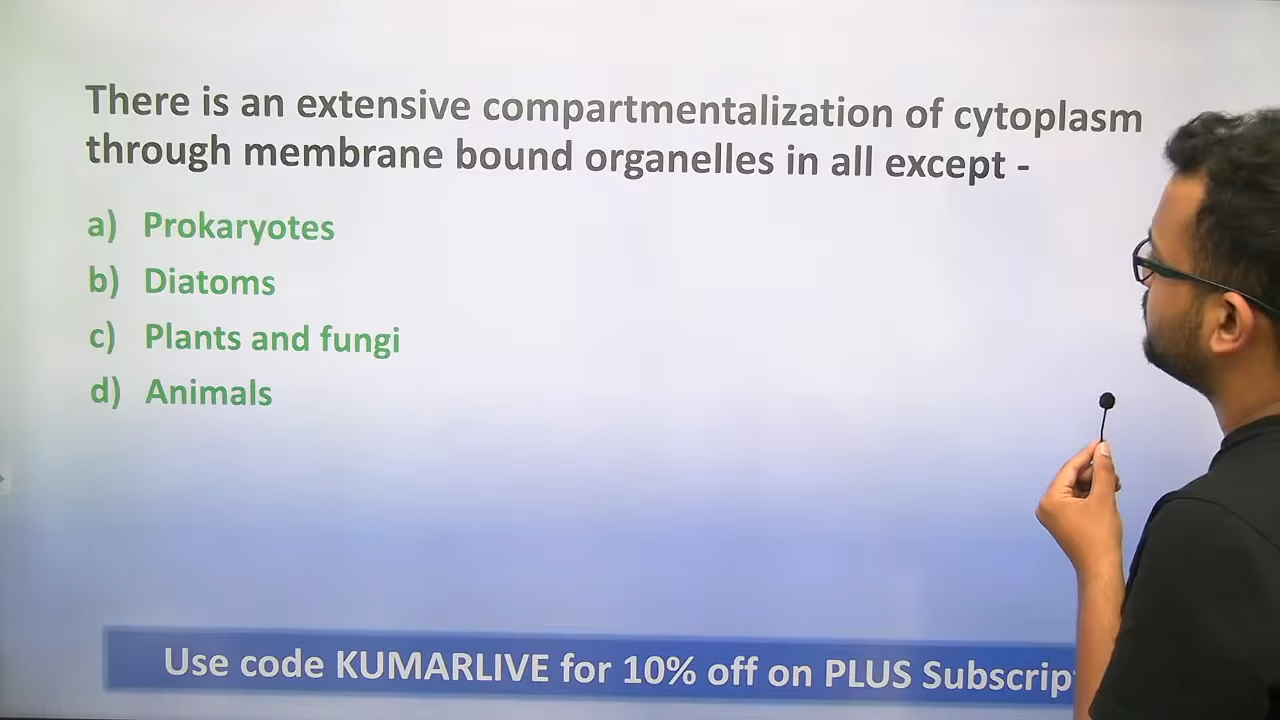 There is an extensive compartmentalization of cytoplasm
through membrane bound organelles in all except -
a) Prokaryotes
b) Diatoms
c) Plants and fungi
d) Animals
Use code KUMARLIVE for 10% off on PLUS Subscrip